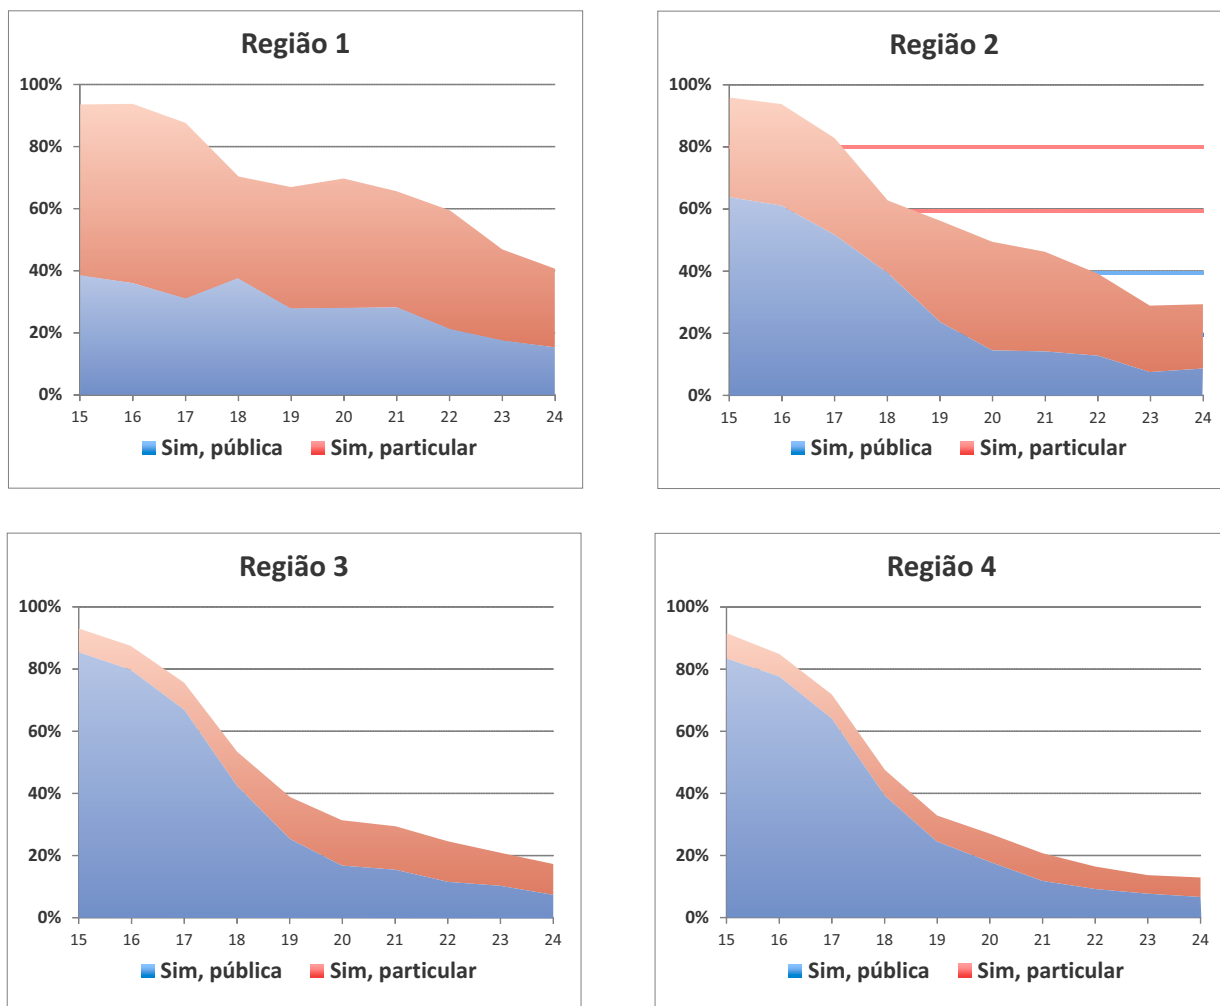 Região 1
100%
80%
60%
40%
20%
0%
15 16 17 18 19 20 21 22 23 24
Sim, pública Sim, particular
Região 2
100%
80%
60%
40%
20%
0%
15 16 17 18 19 20 21 22 23 24
Sim, pública Sim, particular
Região 3
100%
80%
60%
40%
20%
0%
15 16 17 18 19 20 21 22 23 24
Sim, pública Sim, particular
Região 4
100%
80%
60%
40%
20%
0%
15 16 17 18 19 20 21 22 23 24
Sim, pública Sim, particular